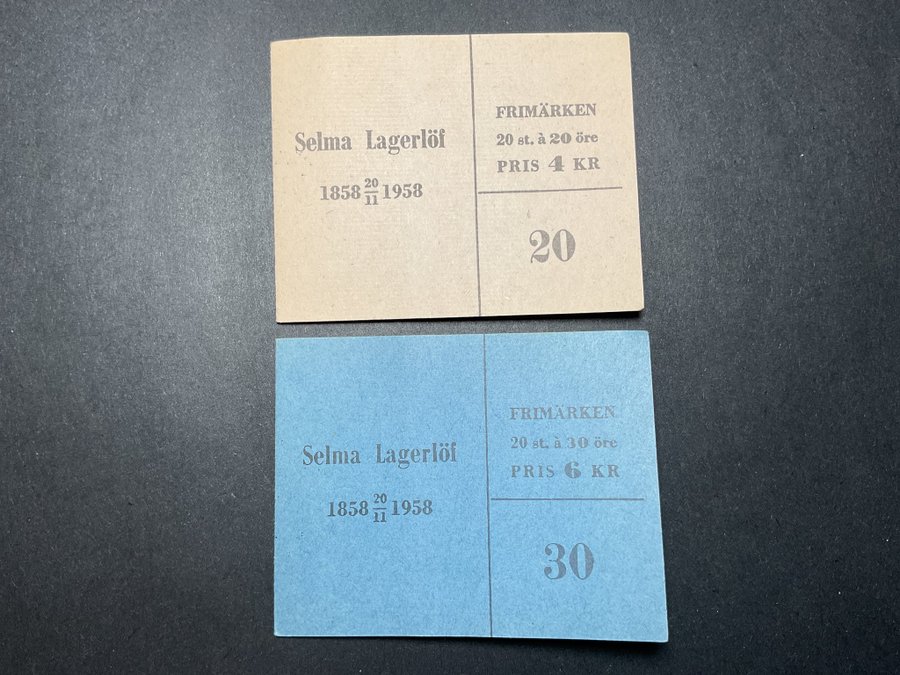 Selma Lagerlöf
1858 20/11 1958
FRIMÄRKEN
20 st. à 20 öre
PRIS 4 KR
20
Selma Lagerlöf
1858 20/11 1958
FRIMÄRKEN
20 st. à 30 öre
PRIS 6 KR
30